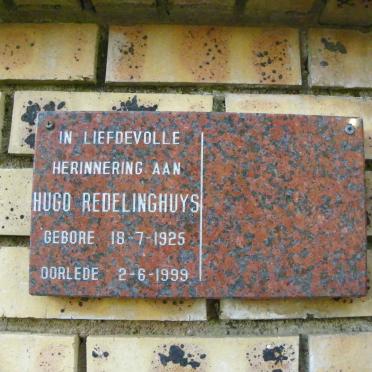 IN LIEFDEVOLLE
HERINNERING AAN
HUGO REDELINGHUYS
GEBORE 18-7-1925
OORLEDE 2-6-1999